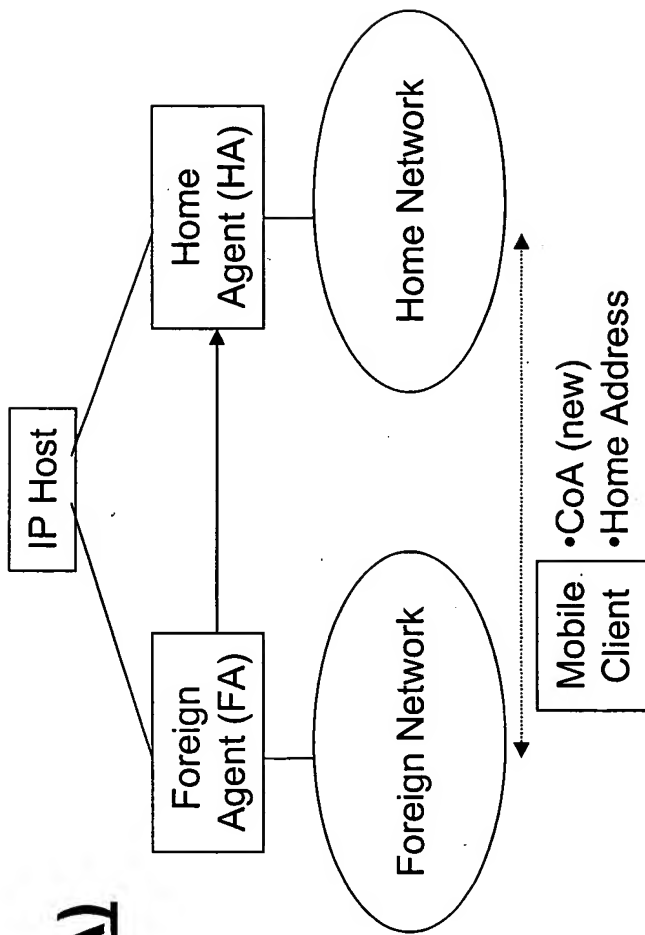 A)
IP Host
Foreign
Agent (FA)
Home
Agent (HA)
Foreign Network
Home Network
Mobile
Client
•CoA (new)
•Home Address